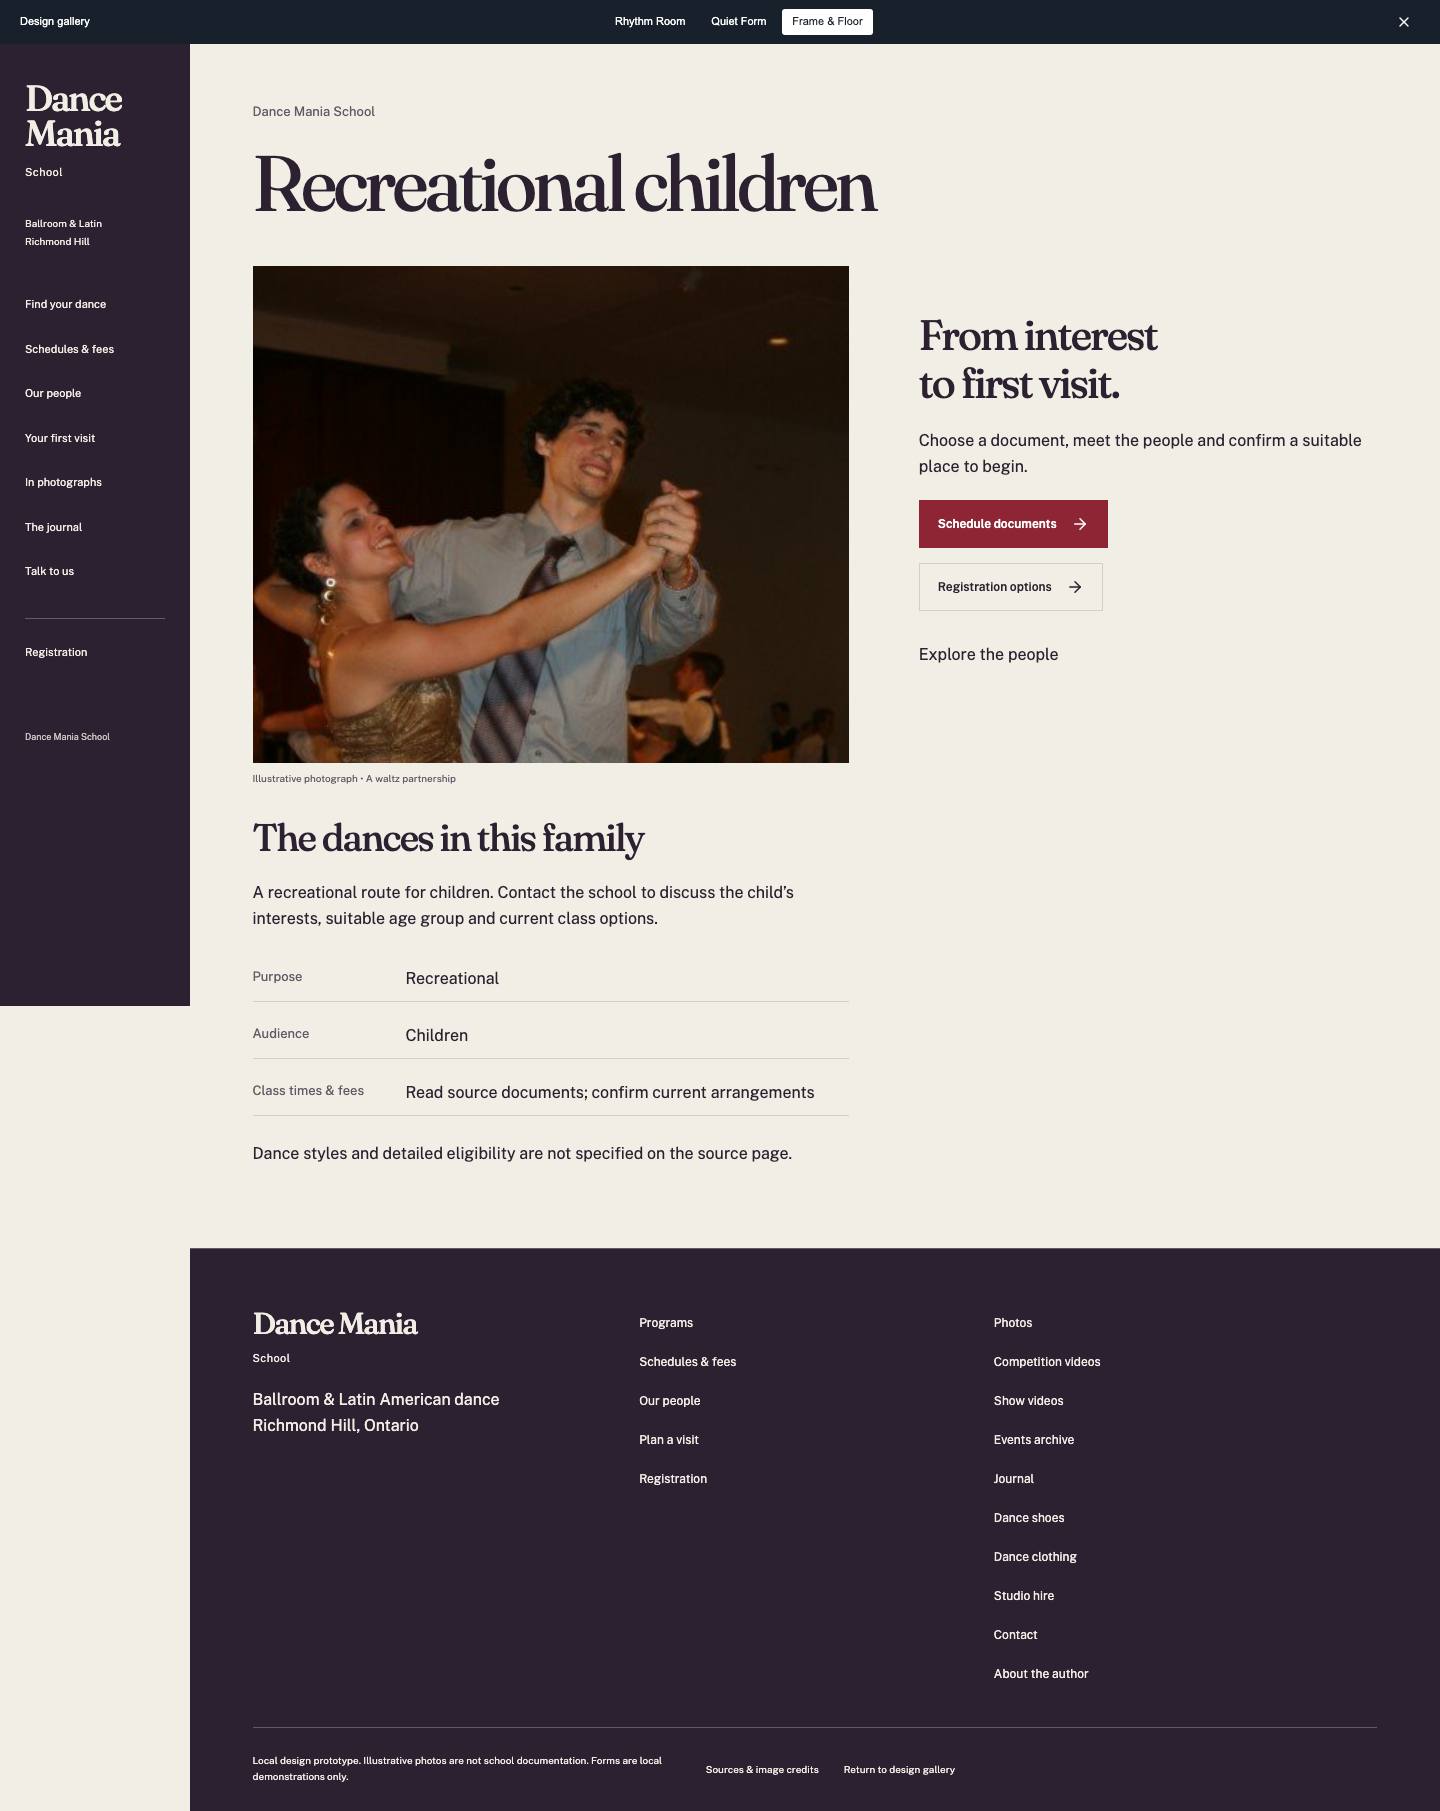 Design gallery
Rhythm Room
Quiet Form
Frame & Floor
Dance
Mania
School
Ballroom & Latin
Richmond Hill
Find your dance
Schedules & fees
Our people
Your first visit
In photographs
The journal
Talk to us
Registration
Dance Mania School
Dance Mania School
Recreational children
Illustrative photograph • A waltz partnership
From interest
to first visit.
Choose a document, meet the people and confirm a suitable
place to begin.
Schedule documents
Registration options
Explore the people
The dances in this family
A recreational route for children. Contact the school to discuss the child’s
interests, suitable age group and current class options.
Purpose Recreational
Audience Children
Class times & fees Read source documents; confirm current arrangements
Dance styles and detailed eligibility are not specified on the source page.
Dance Mania
School
Ballroom & Latin American dance
Richmond Hill, Ontario
Programs
Schedules & fees
Our people
Plan a visit
Registration
Photos
Competition videos
Show videos
Events archive
Journal
Dance shoes
Dance clothing
Studio hire
Contact
About the author
Local design prototype. Illustrative photos are not school documentation. Forms are local
demonstrations only.
Sources & image credits
Return to design gallery